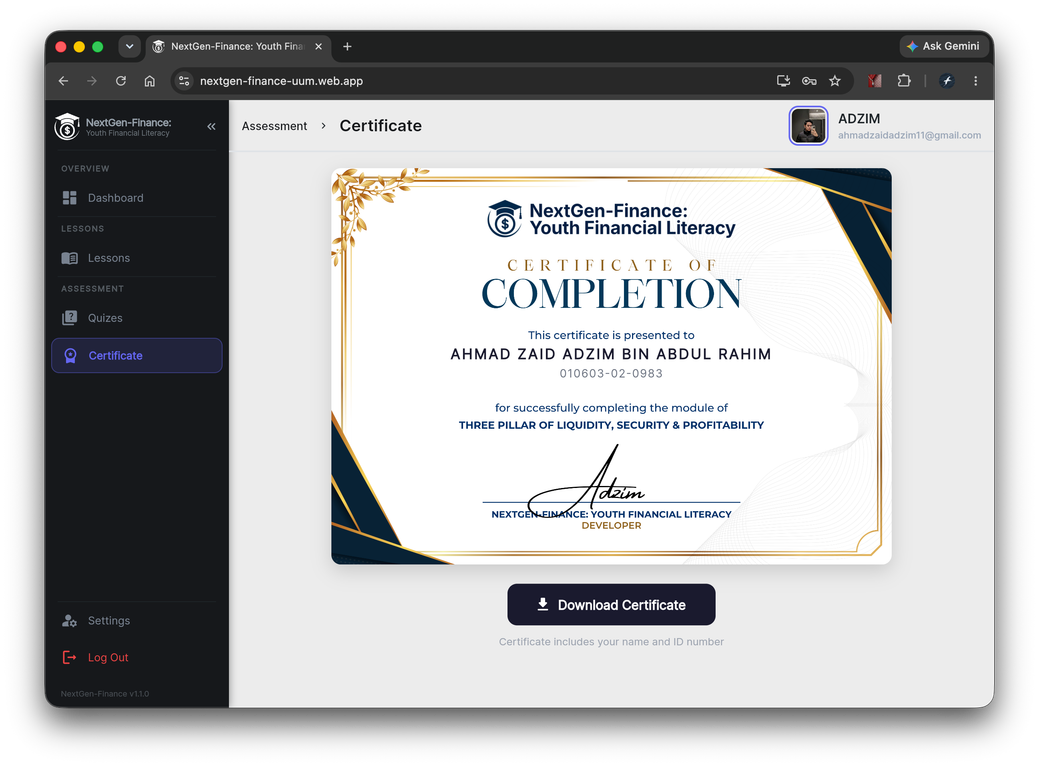 NextGen-Finance: Youth Fina
Ask Gemini
nextgen-finance-uum.web.app
NextGen-Finance:
Youth Financial Literacy
OVERVIEW
Dashboard
LESSONS
Lessons
ASSESSMENT
Quizes
Certificate
Settings
Log Out
NextGen-Finance v1.1.0
Assessment > Certificate
ADZIM
ahmadzaidadzim11@gmail.com
NextGen-Finance:
Youth Financial Literacy
CERTIFICATE OF
COMPLETION
This certificate is presented to
AHMAD ZAID ADZIM BIN ABDUL RAHIM
010603-02-0983
for successfully completing the module of
THREE PILLAR OF LIQUIDITY, SECURITY & PROFITABILITY
Adzim
NEXTGEN-FINANCE: YOUTH FINANCIAL LITERACY
DEVELOPER
Download Certificate
Certificate includes your name and ID number